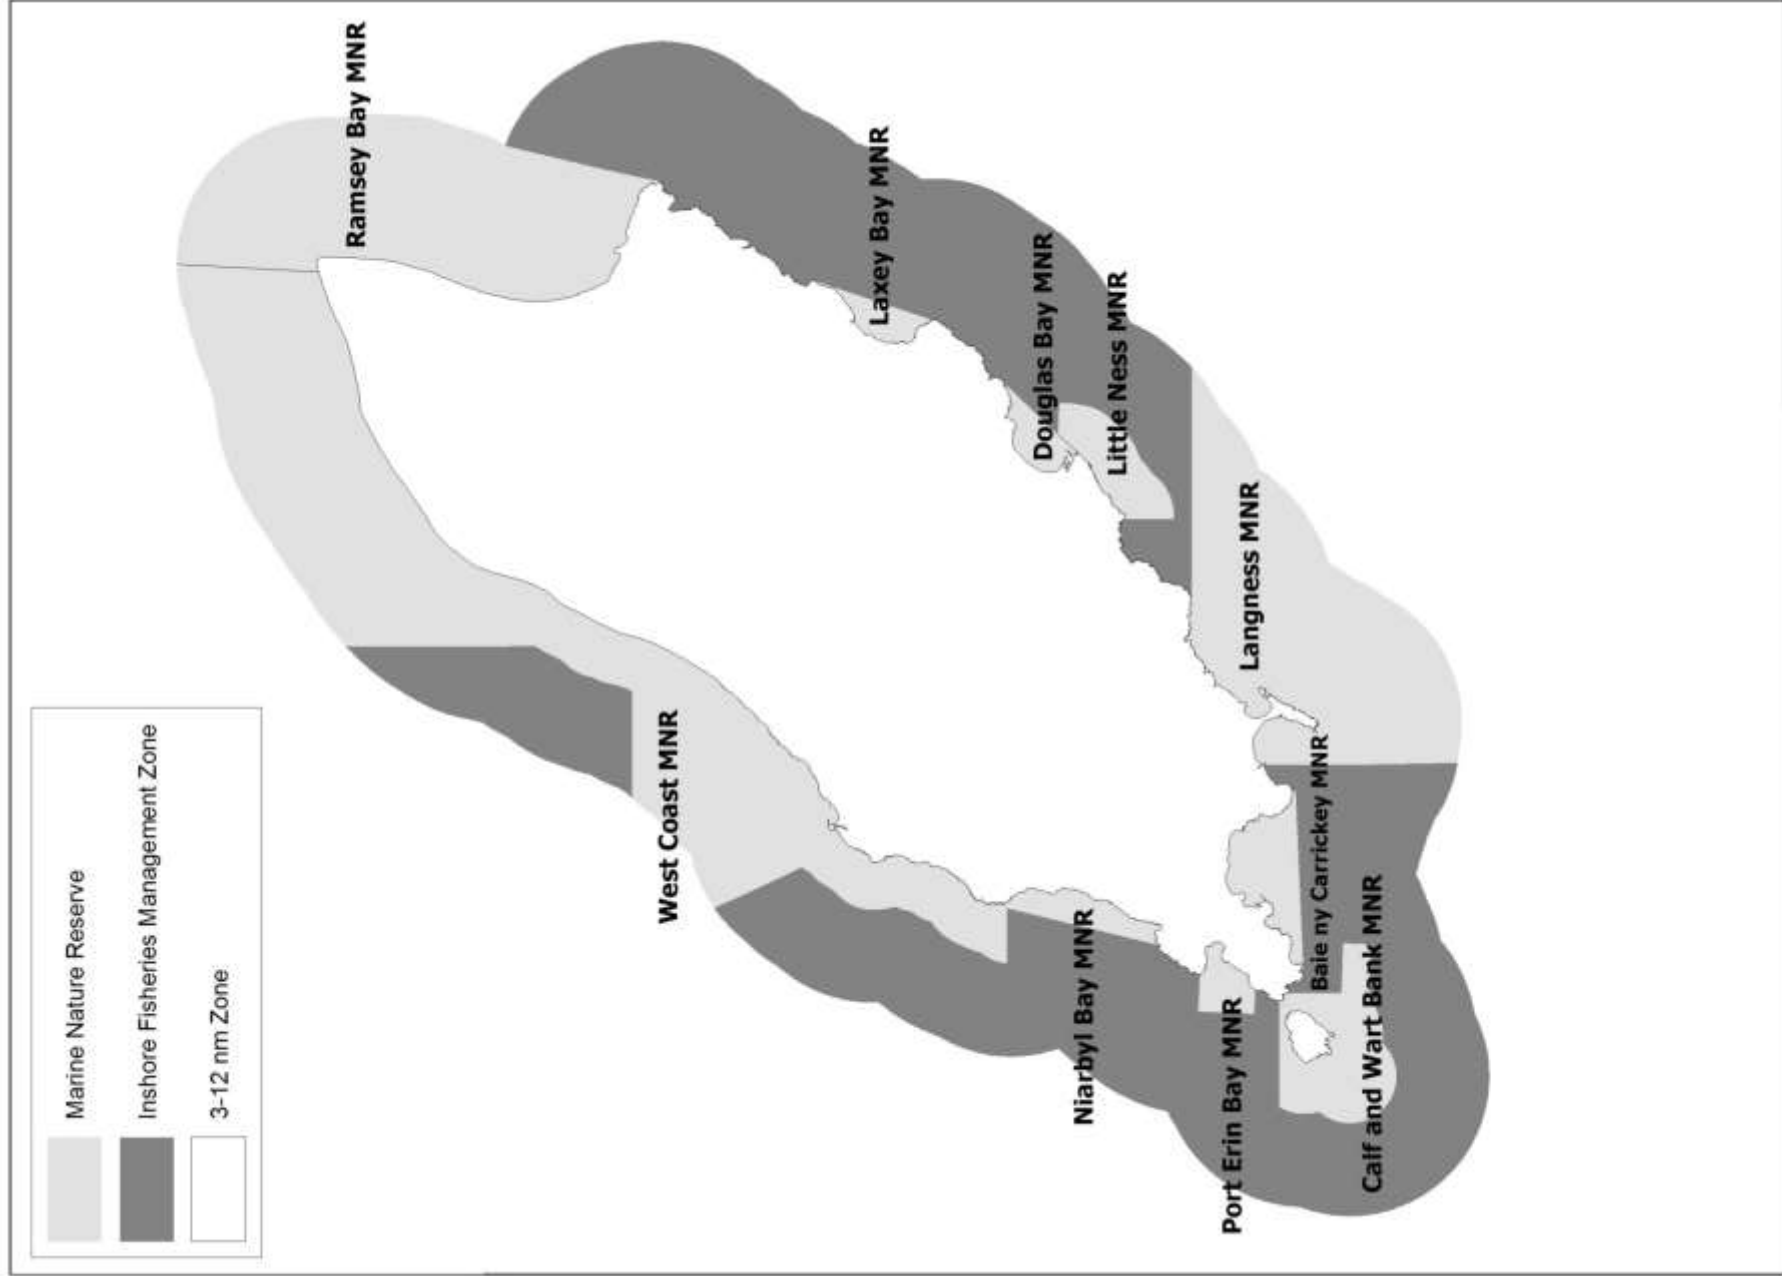 Marine Nature Reserve
Inshore Fisheries Management Zone
3-12 nm Zone
Ramsey Bay MNR
West Coast MNR
Laxey Bay MNR
Douglas Bay MNR
Niarbyl Bay MNR
Little Ness MNR
Port Erin Bay MNR
Langness MNR
Baie ny Carrickey MNR
Calf and Wart Bank MNR